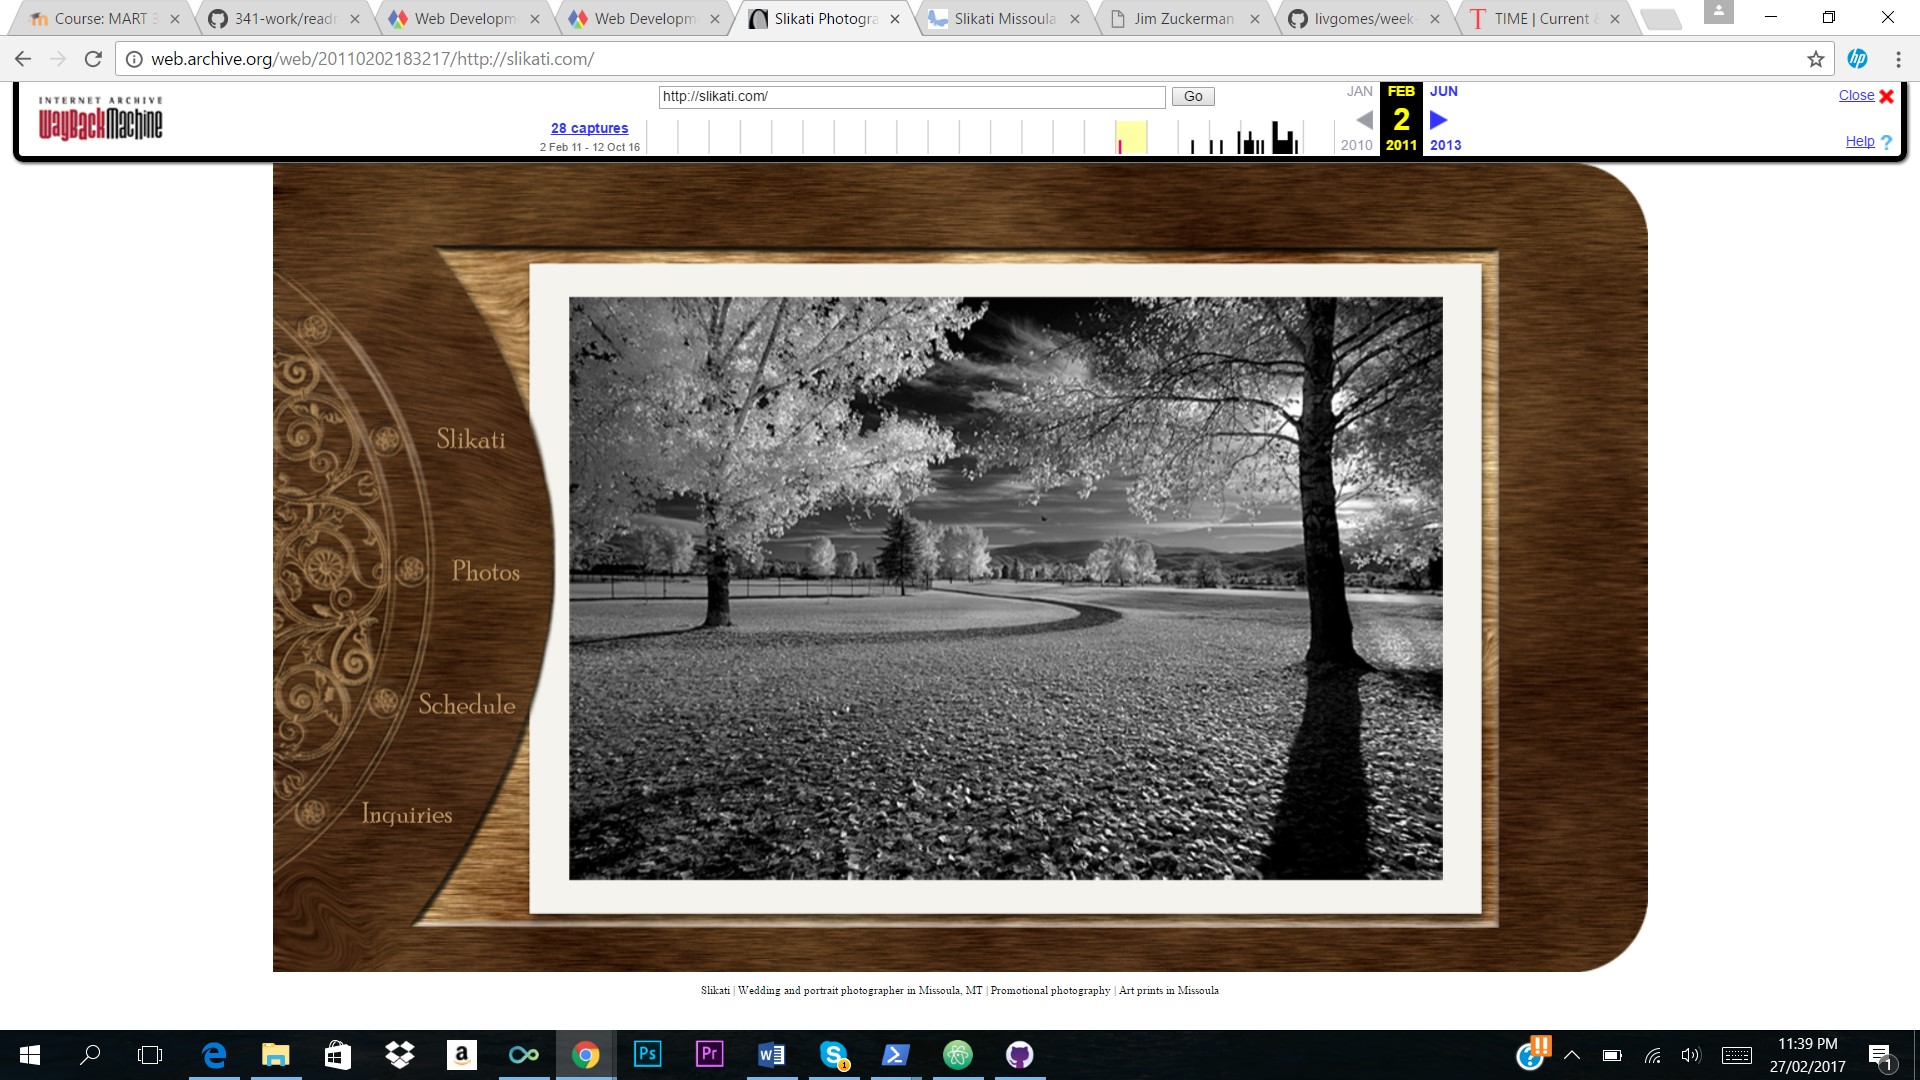 Course: MART 3
341-work/readr
Web Developm
Web Developm
Slikati Photogra
Slikati Missoula
Jim Zuckerman
livgomes/week-
TIME | Current
web.archive.org/web/20110202183217/http://slikati.com/
INTERNET ARCHIVE
WayBackMachine
http://slikati.com/
Go
28 captures
2 Feb 11 - 12 Oct 16
JAN FEB JUN
2
2010 2011 2013
Close
Help ?
Slikati
Photos
Schedule
Inquiries
Slikati | Wedding and portrait photographer in Missoula, MT | Promotional photography | Art prints in Missoula
11:39 PM
27/02/2017
1